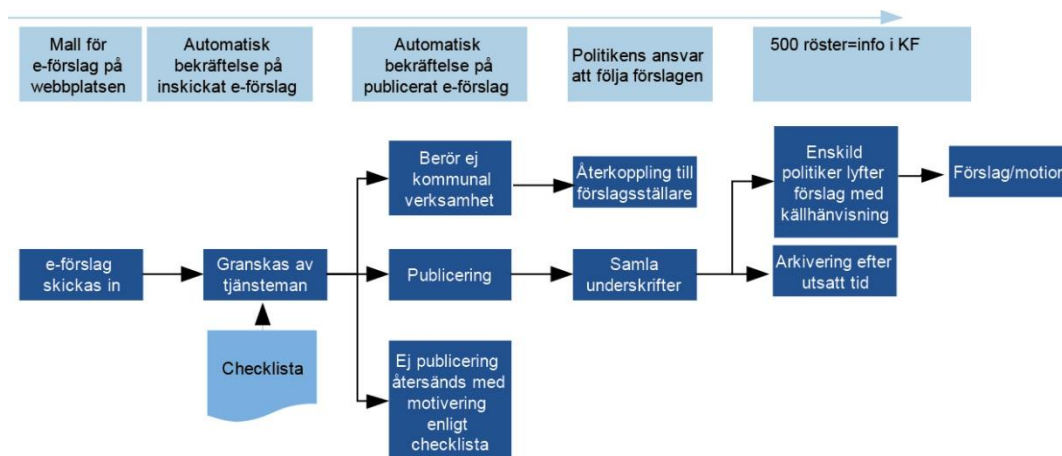 Mall för
e-förslag på
webbplatsen
Automatisk
bekräftelse på
inskickat e-förslag
Automatisk
bekräftelse på
publicerat e-förslag
Politikens ansvar
att följa förslagen
500 röster=info i KF
Berör ej
kommunal
verksamhet
Återkoppling till
förslagsställare
Enskild
politiker lyfter
förslag med
källhänvisning
Förslag/motion
e-förslag
skickas in
Granskas av
tjänsteman
Publicering
Samla
underskrifter
Arkivering efter
utsatt tid
Checklista
Ej publicering
återsänds med
motivering
enligt
checklista